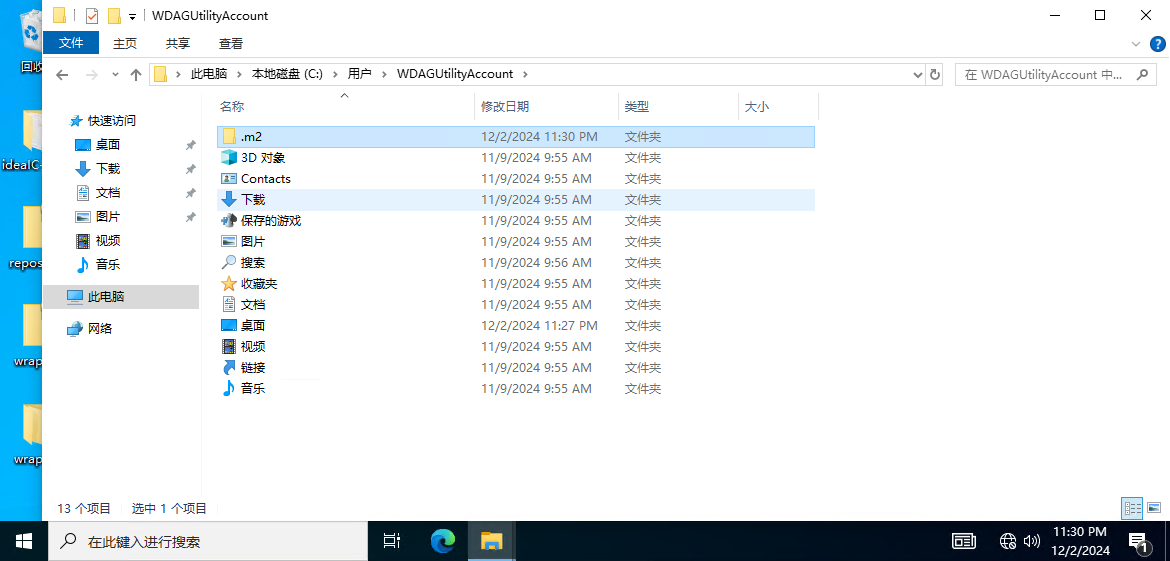 WDAGUtilityAccount
文件 主页 共享 查看
此电脑 本地磁盘 (C:) 用户 WDAGUtilityAccount
在 WDAGUtilityAccount 中...
名称 修改日期 类型 大小
快速访问
桌面
下载
文档
图片
视频
音乐
此电脑
网络
.m2 12/2/2024 11:30 PM 文件夹
3D 对象 11/9/2024 9:55 AM 文件夹
Contacts 11/9/2024 9:55 AM 文件夹
下载 11/9/2024 9:55 AM 文件夹
保存的游戏 11/9/2024 9:55 AM 文件夹
图片 11/9/2024 9:55 AM 文件夹
搜索 11/9/2024 9:56 AM 文件夹
收藏夹 11/9/2024 9:55 AM 文件夹
文档 11/9/2024 9:55 AM 文件夹
桌面 12/2/2024 11:27 PM 文件夹
视频 11/9/2024 9:55 AM 文件夹
链接 11/9/2024 9:55 AM 文件夹
音乐 11/9/2024 9:55 AM 文件夹
13 个项目 选中 1 个项目
回收
ideaIC-
repos
wrap
wrap
在此键入进行搜索
11:30 PM
12/2/2024
1